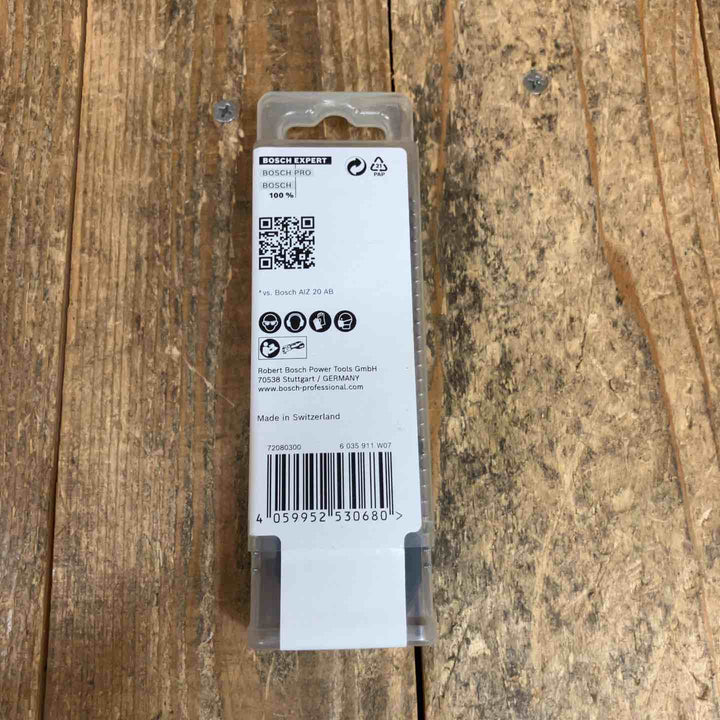 BOSCH EXPERT
BOSCH PRO
BOSCH
100 %
21
PAP
* vs. Bosch AIZ 20 AB
Robert Bosch Power Tools GmbH
70538 Stuttgart / GERMANY
www.bosch-professional.com
Made in Switzerland
72080300 6 035 911 W07
4 059952 530680 >